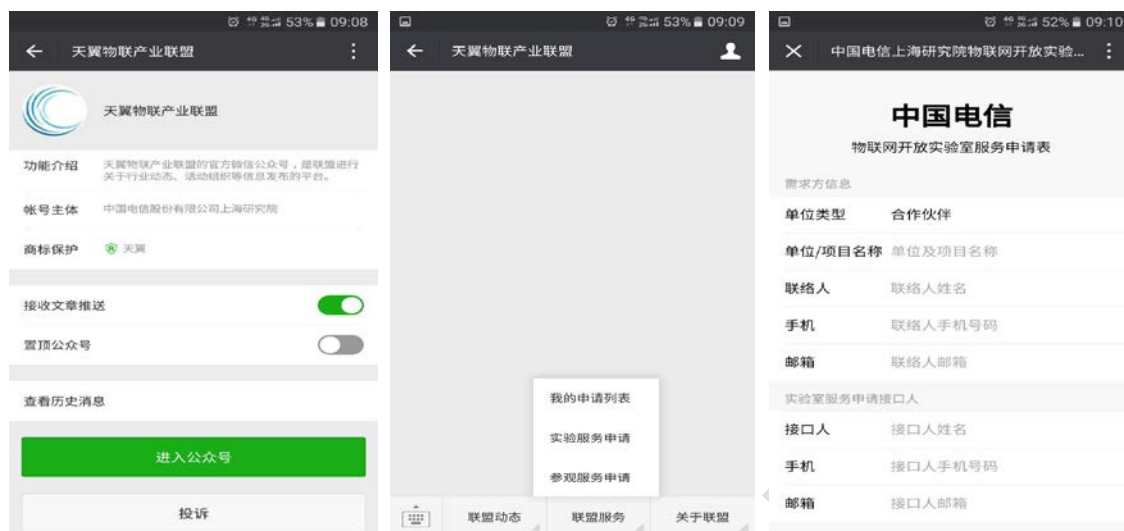 53% 09:08
天翼物联产业联盟
天翼物联产业联盟
功能介绍 天翼物联产业联盟的官方微信公众号，是联盟进行
关于行业动态、活动组织等信息发布的平台。
帐号主体 中国电信股份有限公司上海研究院
商标保护 天翼
接收文章推送
置顶公众号
查看历史消息
进入公众号
投诉
53% 09:09
天翼物联产业联盟
我的申请列表
实验服务申请
参观服务申请
联盟动态 联盟服务 关于联盟
52% 09:10
中国电信上海研究院物联网开放实验...
中国电信
物联网开放实验室服务申请表
需求方信息
单位类型 合作伙伴
单位/项目名称 单位及项目名称
联络人 联络人姓名
手机 联络人手机号码
邮箱 联络人邮箱
实验室服务申请接口人
接口人 接口人姓名
手机 接口人手机号码
邮箱 接口人邮箱